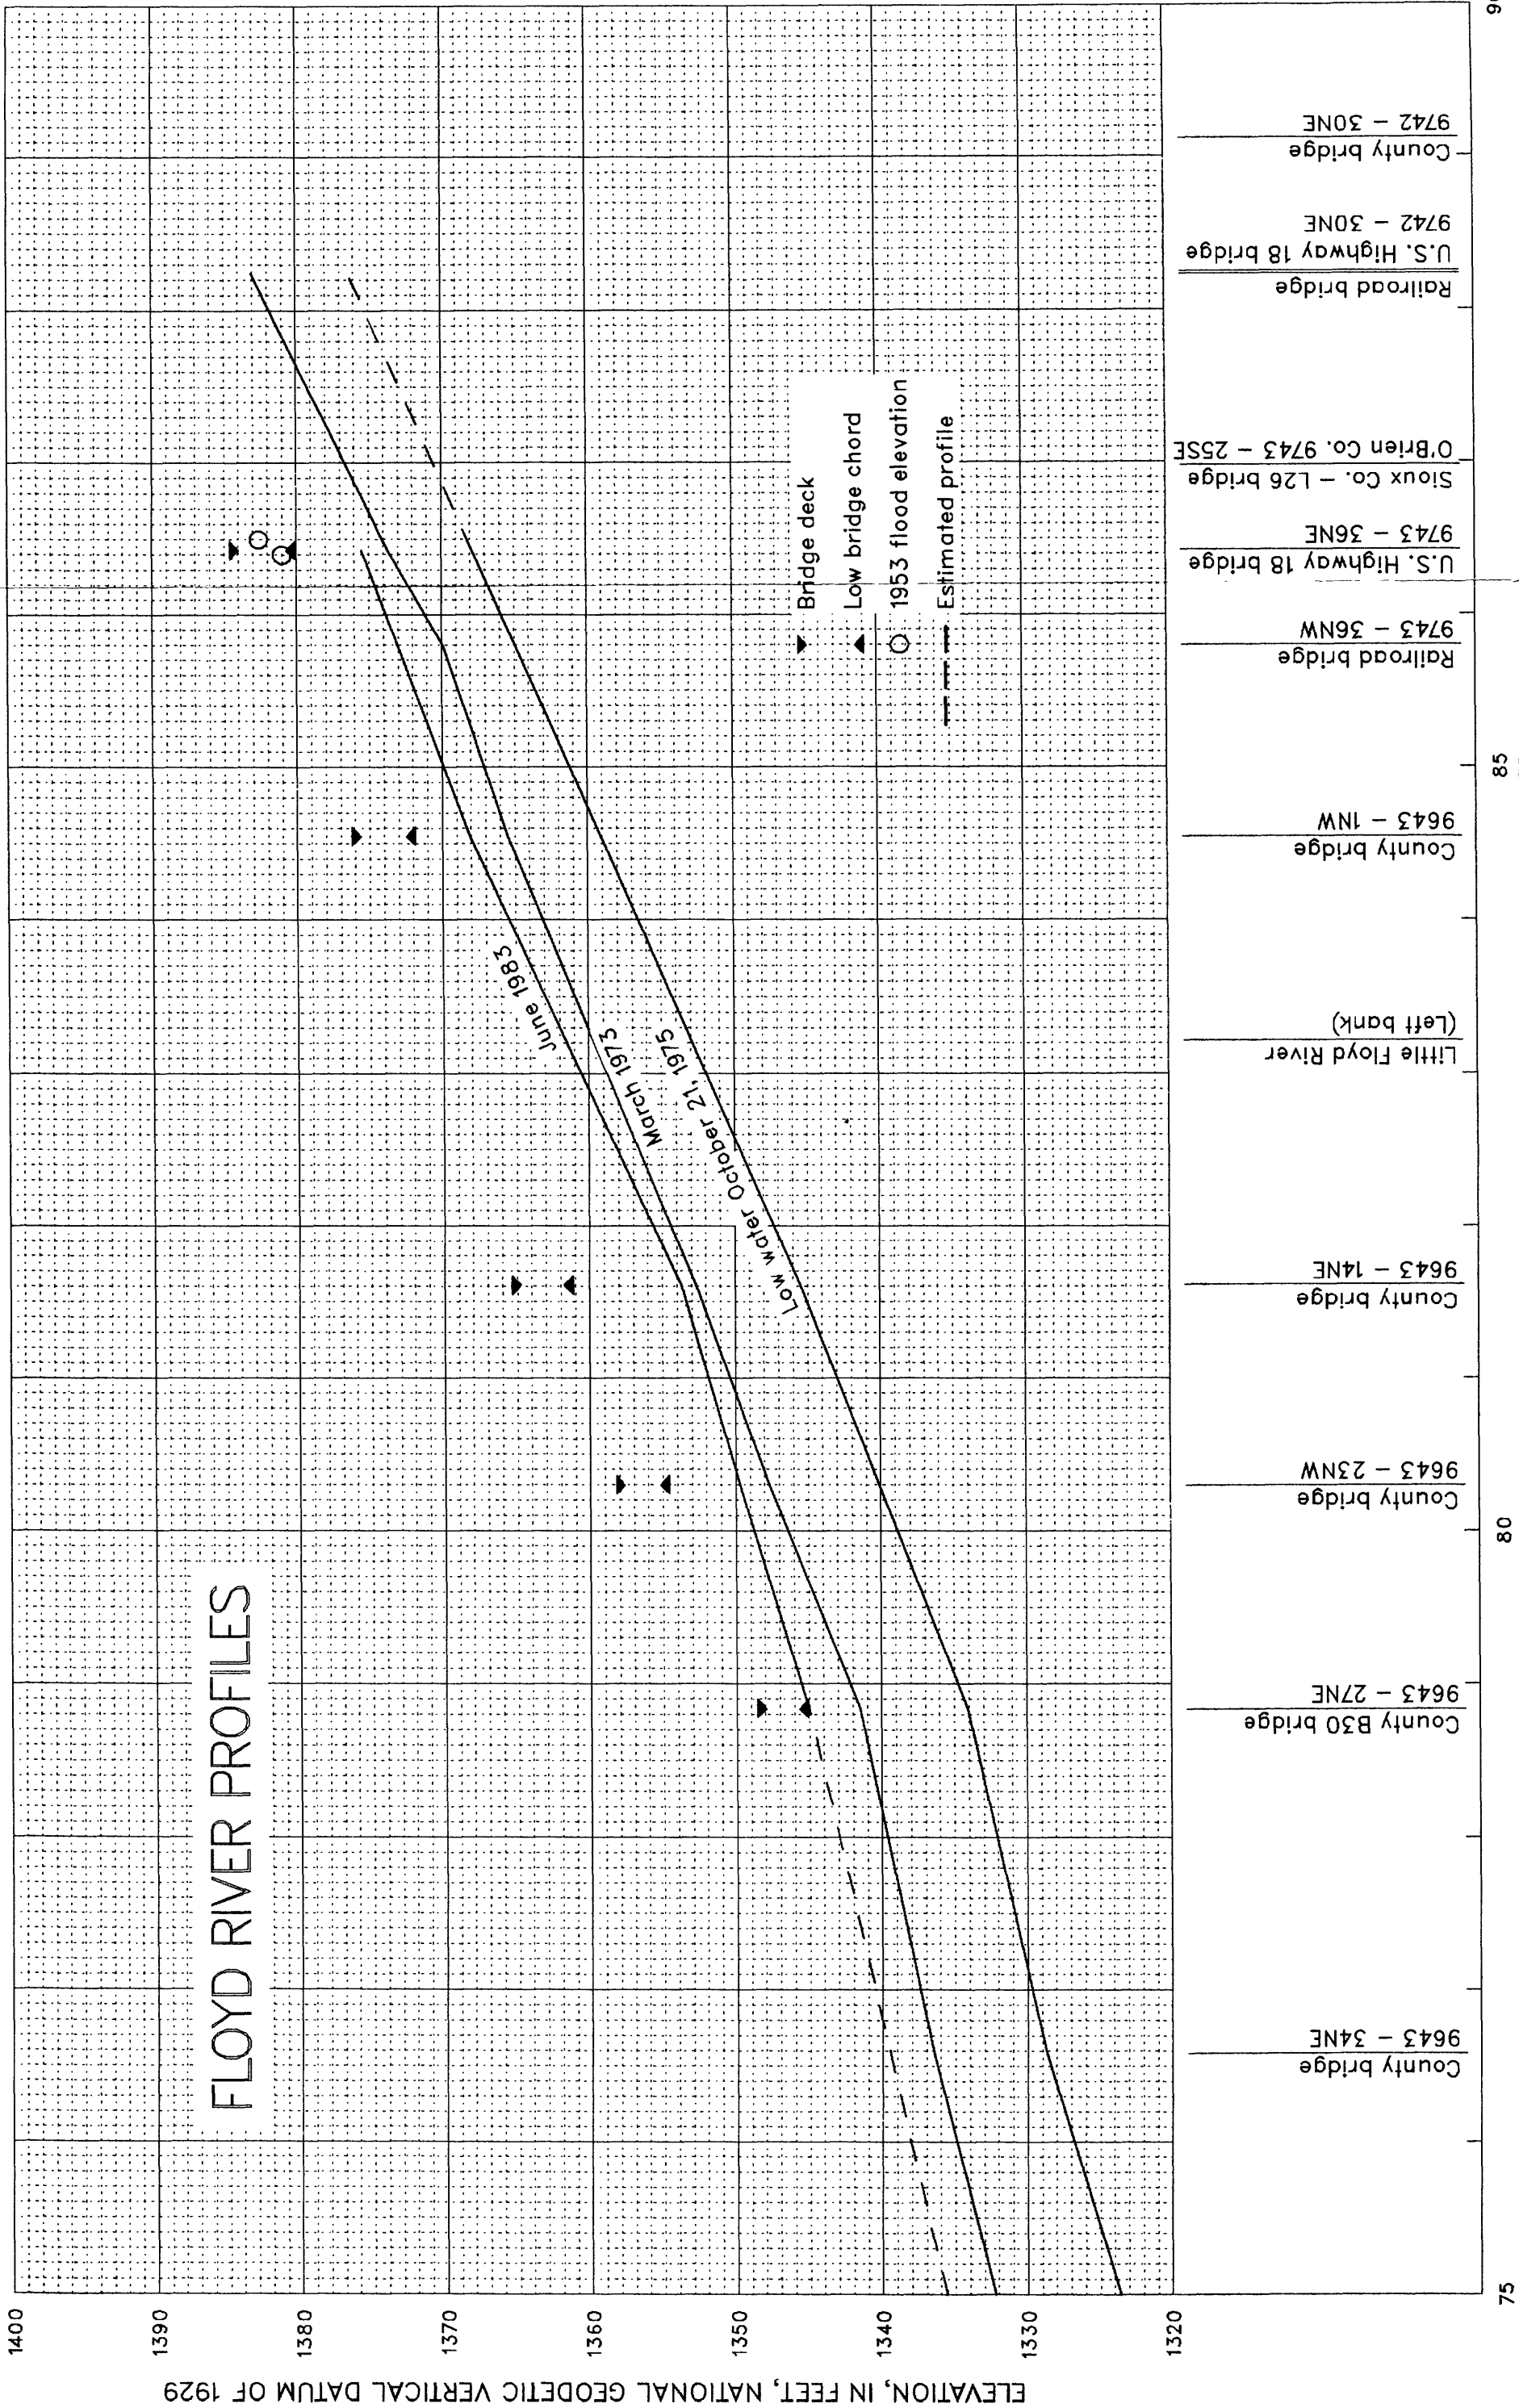 FLOYD RIVER PROFILES
ELEVATION, IN FEET, NATIONAL GEODETIC VERTICAL DATUM OF 1929
1400
1390
1380
1370
1360
1350
1340
1330
1320
June 1983
March 1973
Low water October 21, 1975
Bridge deck
Low bridge chord
1953 flood elevation
Estimated profile
County bridge
9643 – 34NE
County B30 bridge
9643 – 27NE
County bridge
9643 – 23NW
County bridge
9643 – 14NE
Little Floyd River
(Left bank)
County bridge
9643 – 1NW
Railroad bridge
9743 – 36NW
U.S. Highway 18 bridge
9743 – 36NE
Sioux Co. – L26 bridge
O'Brien Co. 9743 – 25SE
Railroad bridge
U.S. Highway 18 bridge
9742 – 30NE
County bridge
9742 – 30NE
75
80
85